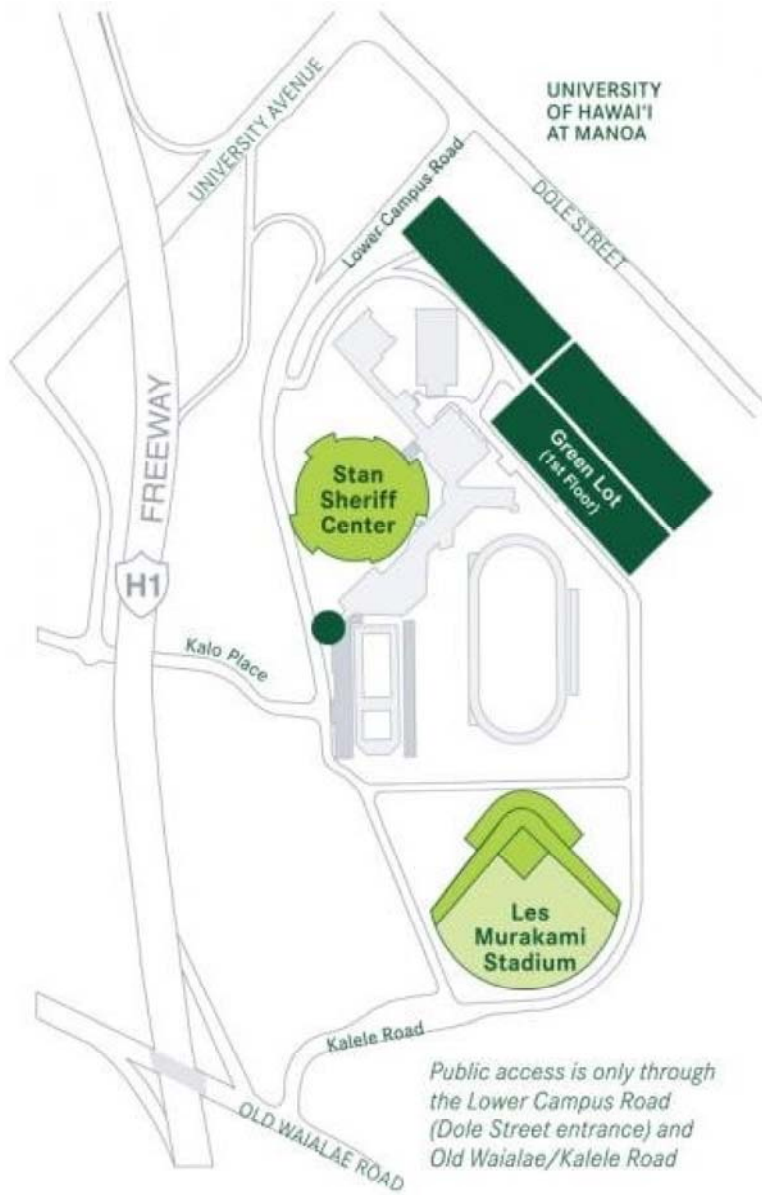 UNIVERSITY
OF HAWAI'I
AT MANOA
UNIVERSITY AVENUE
Lower Campus Road
DOLE STREET
FREEWAY
H1
Stan
Sheriff
Center
Green Lot
(1st Floor)
Kalo Place
Les
Murakami
Stadium
Kalele Road
OLD WAIALAE ROAD
Public access is only through
the Lower Campus Road
(Dole Street entrance) and
Old Waialae/Kalele Road